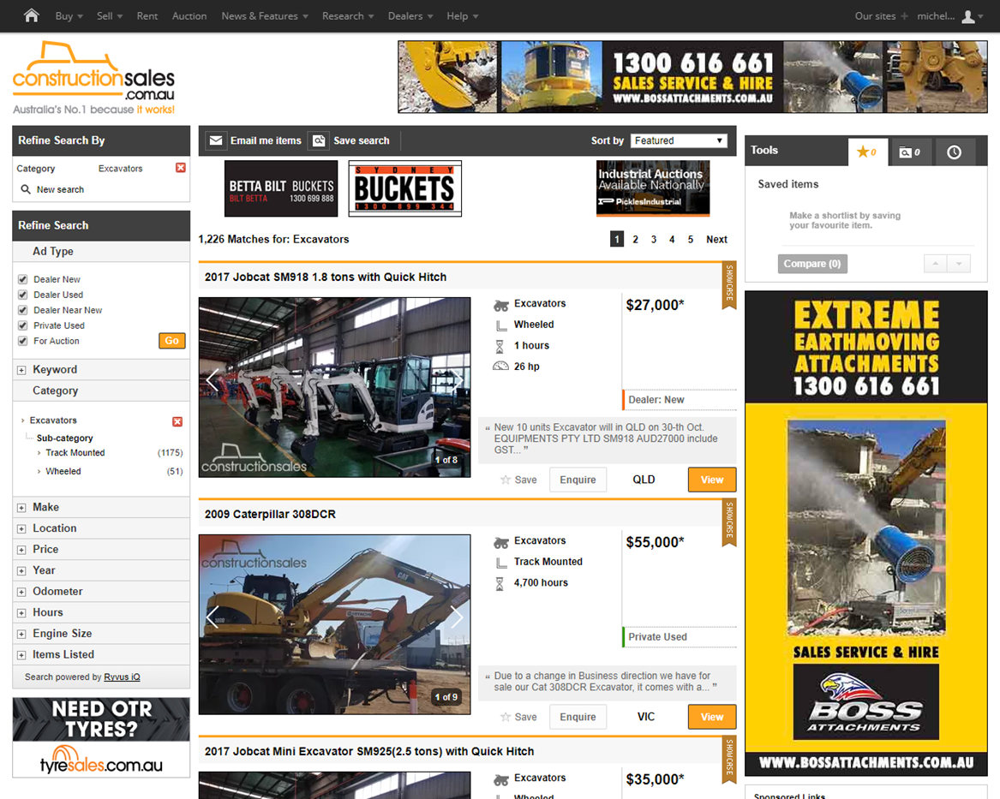 Buy Sell Rent Auction News & Features Research Dealers Help Our sites + michel...
constructionsales
.com.au
Australia's No.1 because it works!
1300 616 661
SALES SERVICE & HIRE
WWW.BOSSATTACHMENTS.COM.AU
Refine Search By
Category Excavators
New search
Refine Search
Ad Type
Dealer New
Dealer Used
Dealer Near New
Private Used
For Auction Go
Keyword
Category
Excavators
Sub-category
Track Mounted (1175)
Wheeled (51)
Make
Location
Price
Year
Odometer
Hours
Engine Size
Items Listed
Search powered by Ryvus iQ
NEED OTR
TYRES?
tyresales.com.au
Email me items Save search Sort by Featured
BETTA BILT BUCKETS
BILT BETTA 1300 699 888
SYDNEY
BUCKETS
1300 899 344
Industrial Auctions
Available Nationally
PicklesIndustrial
1,226 Matches for: Excavators 1 2 3 4 5 Next
2017 Jobcat SM918 1.8 tons with Quick Hitch
SHOWCASE
constructionsales
1 of 8
Excavators
Wheeled
1 hours
26 hp
$27,000*
Dealer: New
“ New 10 units Excavator will in QLD on 30-th Oct.
EQUIPMENTS PTY LTD SM918 AUD27000 include
GST... ”
Save Enquire QLD View
2009 Caterpillar 308DCR
SHOWCASE
constructionsales
CAT
1 of 9
Excavators
Track Mounted
4,700 hours
$55,000*
Private Used
“ Due to a change in Business direction we have for
sale our Cat 308DCR Excavator, it comes with a... ”
Save Enquire VIC View
2017 Jobcat Mini Excavator SM925(2.5 tons) with Quick Hitch
SHOWCASE
Excavators
Wheeled
$35,000*
Tools 0 0
Saved items
Make a shortlist by saving
your favourite item.
Compare (0)
EXTREME
EARTHMOVING
ATTACHMENTS
1300 616 661
SALES SERVICE & HIRE
BOSS
ATTACHMENTS
WWW.BOSSATTACHMENTS.COM.AU
Sponsored Links